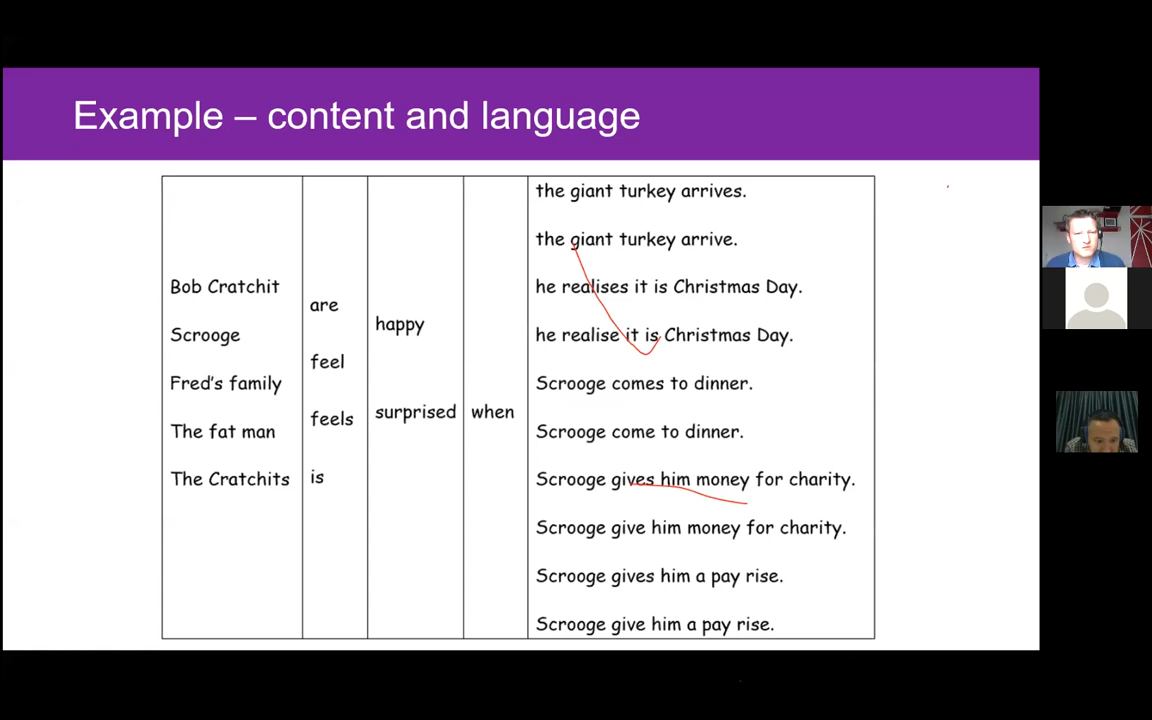 Example – content and language
Bob Cratchit
Scrooge
Fred's family
The fat man
The Cratchits
are
feel
feels
is
happy
surprised
when
the giant turkey arrives.
the giant turkey arrive.
he realises it is Christmas Day.
he realise it is Christmas Day.
Scrooge comes to dinner.
Scrooge come to dinner.
Scrooge gives him money for charity.
Scrooge give him money for charity.
Scrooge gives him a pay rise.
Scrooge give him a pay rise.